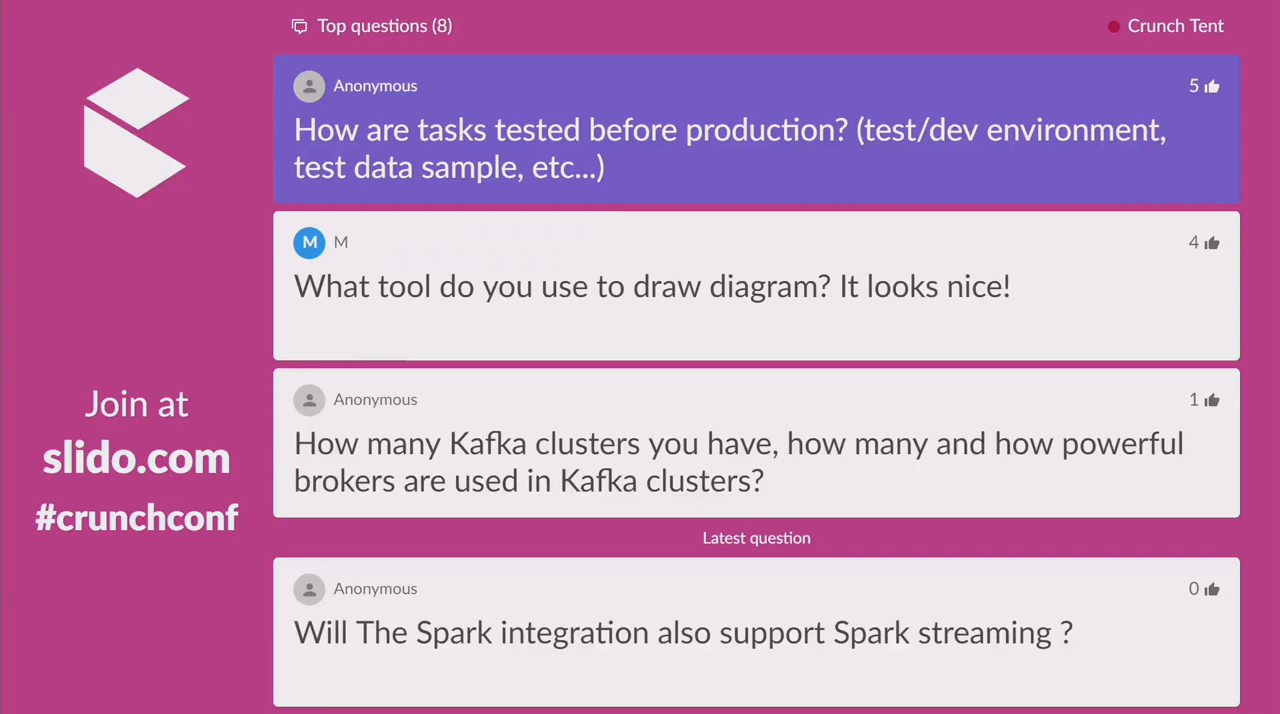 Top questions (8)
Crunch Tent
Anonymous
5
How are tasks tested before production? (test/dev environment,
test data sample, etc...)
M M
4
What tool do you use to draw diagram? It looks nice!
Anonymous
1
How many Kafka clusters you have, how many and how powerful
brokers are used in Kafka clusters?
Latest question
Anonymous
0
Will The Spark integration also support Spark streaming ?
Join at
slido.com
#crunchconf